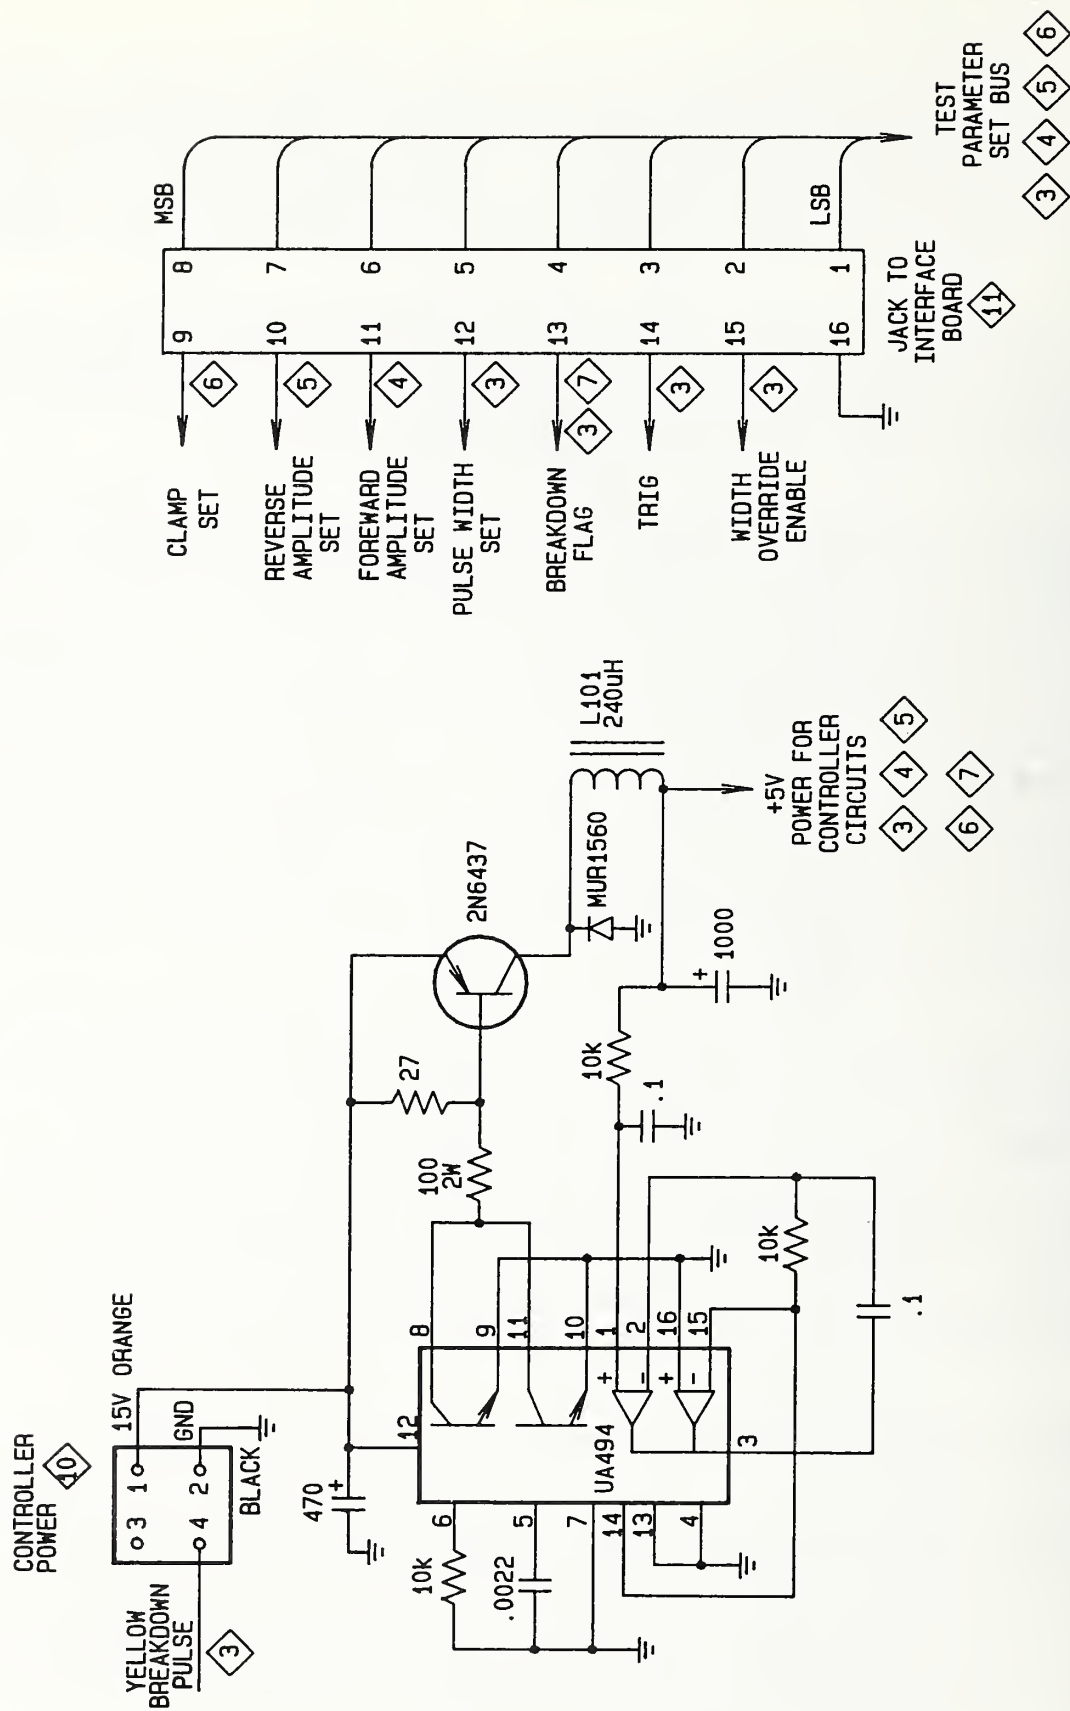 CONTROLLER
POWER
10
3
1
4
2
15V ORANGE
GND
BLACK
YELLOW
BREAKDOWN
PULSE
3
470
+
12
6
5
7
14
13
4
10k
.0022
UA494
8
9
11
10
1
2
16
15
3
+
-
+
-
100
2W
27
2N6437
10k
.1
10k
.1
+
1000
MUR1560
L101
240uH
+5V
POWER FOR
CONTROLLER
CIRCUITS
3
4
5
6
7
CLAMP
SET
6
REVERSE
AMPLITUDE
SET
5
FOREWARD
AMPLITUDE
SET
4
PULSE WIDTH
SET
3
BREAKDOWN
FLAG
3
7
TRIG
3
WIDTH
OVERRIDE
ENABLE
3
9
8
10
7
11
6
12
5
13
4
14
3
15
2
16
1
MSB
LSB
JACK TO
INTERFACE
BOARD
11
TEST
PARAMETER
SET BUS
3
4
5
6